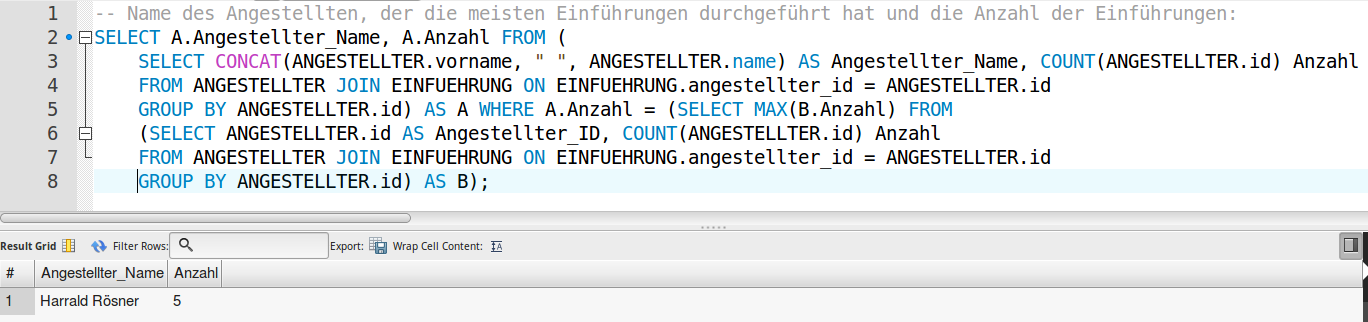 1 -- Name des Angestellten, der die meisten Einführungen durchgeführt hat und die Anzahl der Einführungen:
2 SELECT A.Angestellter_Name, A.Anzahl FROM (
3 SELECT CONCAT(ANGESTELLTER.vorname, " ", ANGESTELLTER.name) AS Angestellter_Name, COUNT(ANGESTELLTER.id) Anzahl
4 FROM ANGESTELLTER JOIN EINFUEHRUNG ON EINFUEHRUNG.angestellter_id = ANGESTELLTER.id
5 GROUP BY ANGESTELLTER.id) AS A WHERE A.Anzahl = (SELECT MAX(B.Anzahl) FROM
6 (SELECT ANGESTELLTER.id AS Angestellter_ID, COUNT(ANGESTELLTER.id) Anzahl
7 FROM ANGESTELLTER JOIN EINFUEHRUNG ON EINFUEHRUNG.angestellter_id = ANGESTELLTER.id
8 GROUP BY ANGESTELLTER.id) AS B);
Result Grid Filter Rows: Export: Wrap Cell Content: IA
# Angestellter_Name Anzahl
1 Harrald Rösner 5